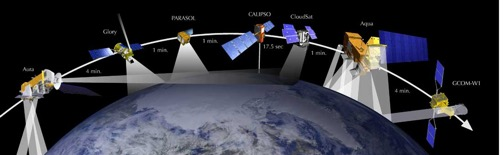 Aura
4 min.
Glory
1 min.
PARASOL
1 min.
CALIPSO
17.5 sec
CloudSat
1 min.
Aqua
4 min.
GCOM-W1